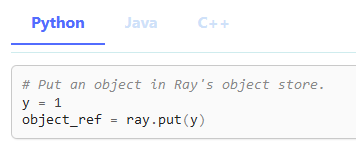 Python Java C++
# Put an object in Ray's object store.
y = 1
object_ref = ray.put(y)